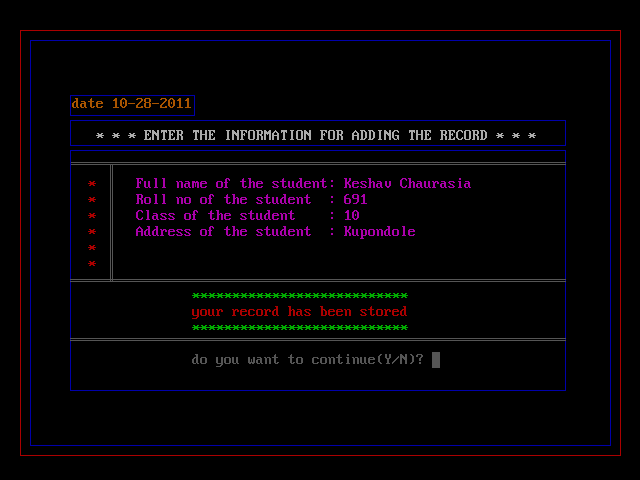 date 10-28-2011
* * * ENTER THE INFORMATION FOR ADDING THE RECORD * * *
* Full name of the student: Keshav Chaurasia
* Roll no of the student : 691
* Class of the student : 10
* Address of the student : Kupondole
*
*
***************************
your record has been stored
***************************
do you want to continue(Y/N)?